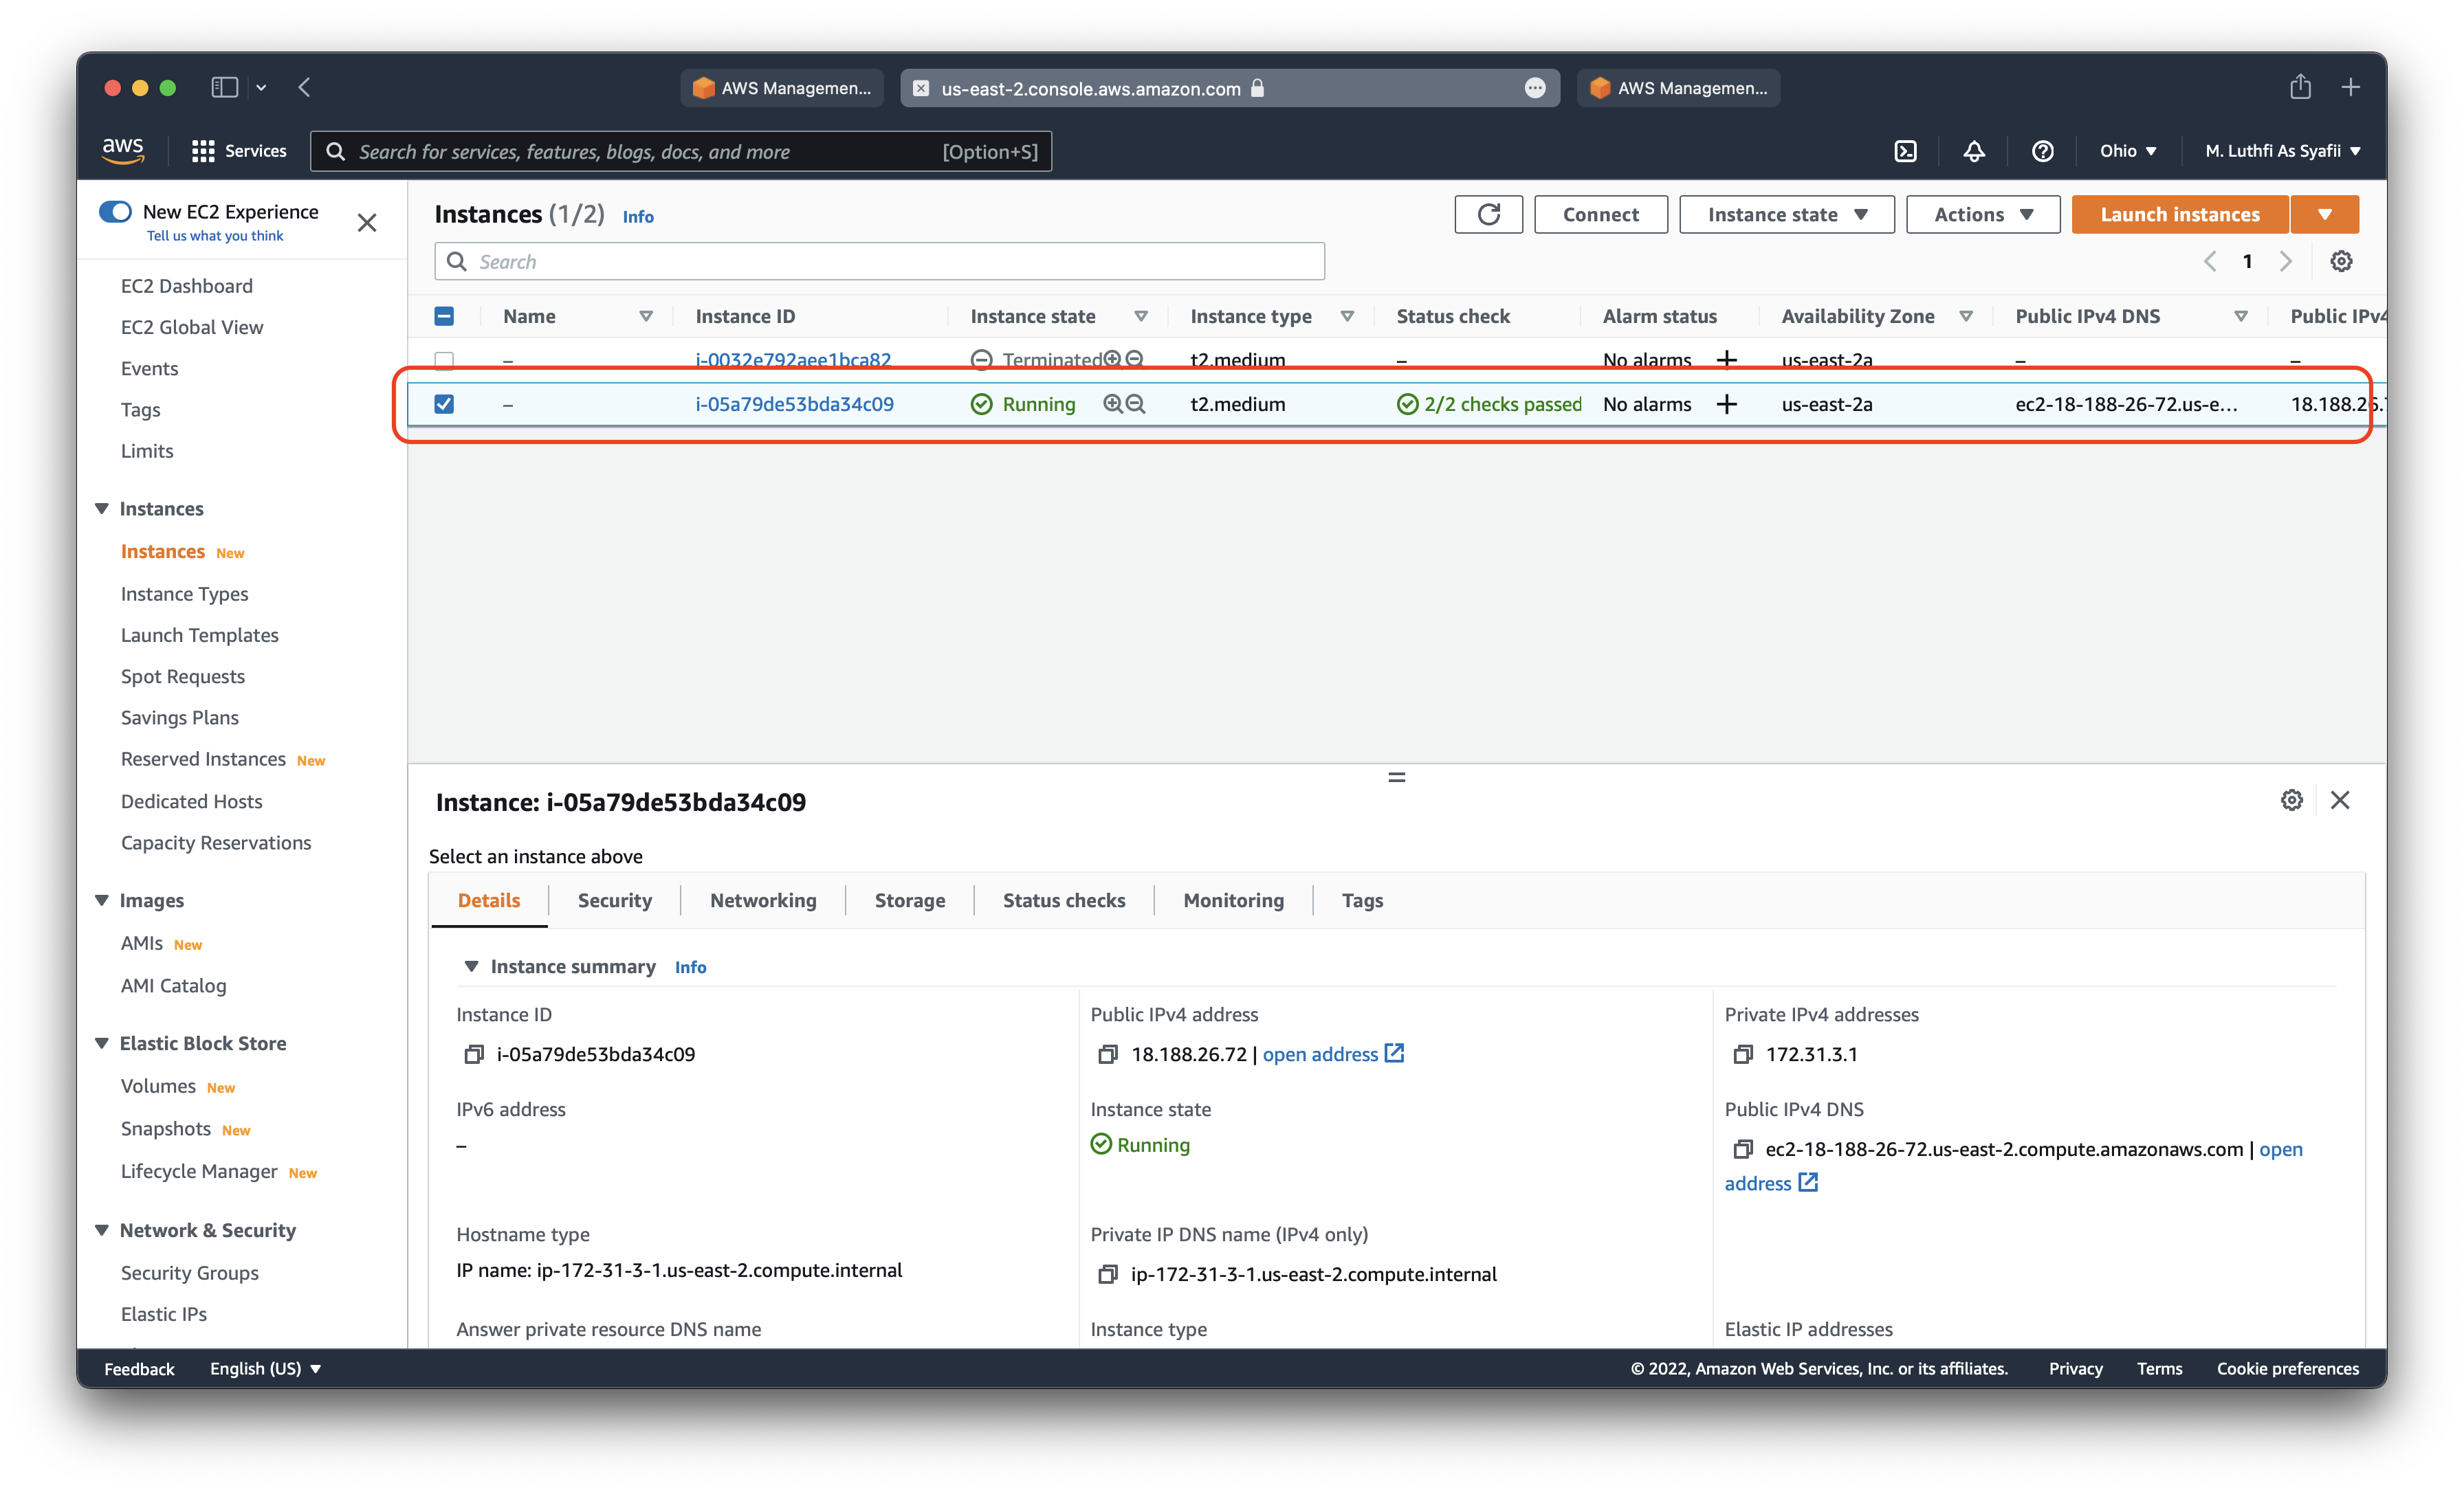 AWS Managemen...
us-east-2.console.aws.amazon.com
AWS Managemen...
aws
Services
Search for services, features, blogs, docs, and more
[Option+S]
Ohio
M. Luthfi As Syafii
New EC2 Experience
Tell us what you think
EC2 Dashboard
EC2 Global View
Events
Tags
Limits
Instances
Instances New
Instance Types
Launch Templates
Spot Requests
Savings Plans
Reserved Instances New
Dedicated Hosts
Capacity Reservations
Images
AMIs New
AMI Catalog
Elastic Block Store
Volumes New
Snapshots New
Lifecycle Manager New
Network & Security
Security Groups
Elastic IPs
Instances (1/2) Info
Connect
Instance state
Actions
Launch instances
Search
1
Name Instance ID Instance state Instance type Status check Alarm status Availability Zone Public IPv4 DNS Public IPv4
– i-0032e792aee1bca82 Terminated t2.medium – No alarms + us-east-2a – –
– i-05a79de53bda34c09 Running t2.medium 2/2 checks passed No alarms + us-east-2a ec2-18-188-26-72.us-e... 18.188.26.
Instance: i-05a79de53bda34c09
Select an instance above
Details Security Networking Storage Status checks Monitoring Tags
Instance summary Info
Instance ID
i-05a79de53bda34c09
Public IPv4 address
18.188.26.72 | open address
Private IPv4 addresses
172.31.3.1
IPv6 address
–
Instance state
Running
Public IPv4 DNS
ec2-18-188-26-72.us-east-2.compute.amazonaws.com | open
address
Hostname type
IP name: ip-172-31-3-1.us-east-2.compute.internal
Private IP DNS name (IPv4 only)
ip-172-31-3-1.us-east-2.compute.internal
Answer private resource DNS name
Instance type
Elastic IP addresses
Feedback
English (US)
© 2022, Amazon Web Services, Inc. or its affiliates.
Privacy
Terms
Cookie preferences